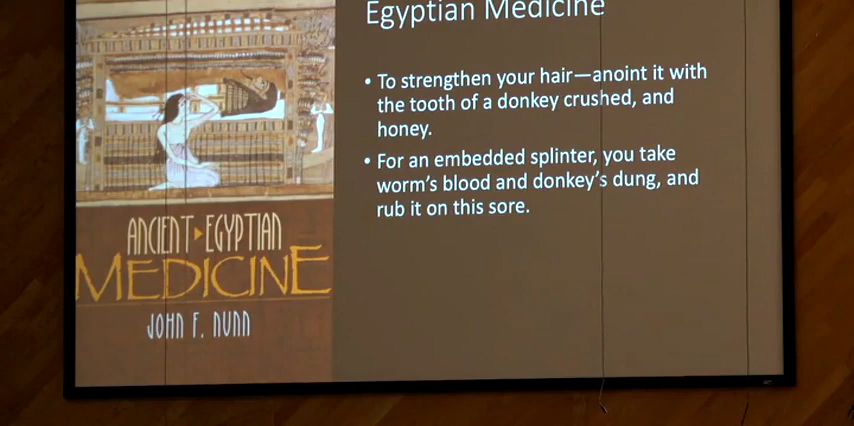 Egyptian Medicine
• To strengthen your hair—anoint it with
the tooth of a donkey crushed, and
honey.
• For an embedded splinter, you take
worm's blood and donkey's dung, and
rub it on this sore.
ANCIENT EGYPTIAN
MEDICINE
JOHN F. NUNN